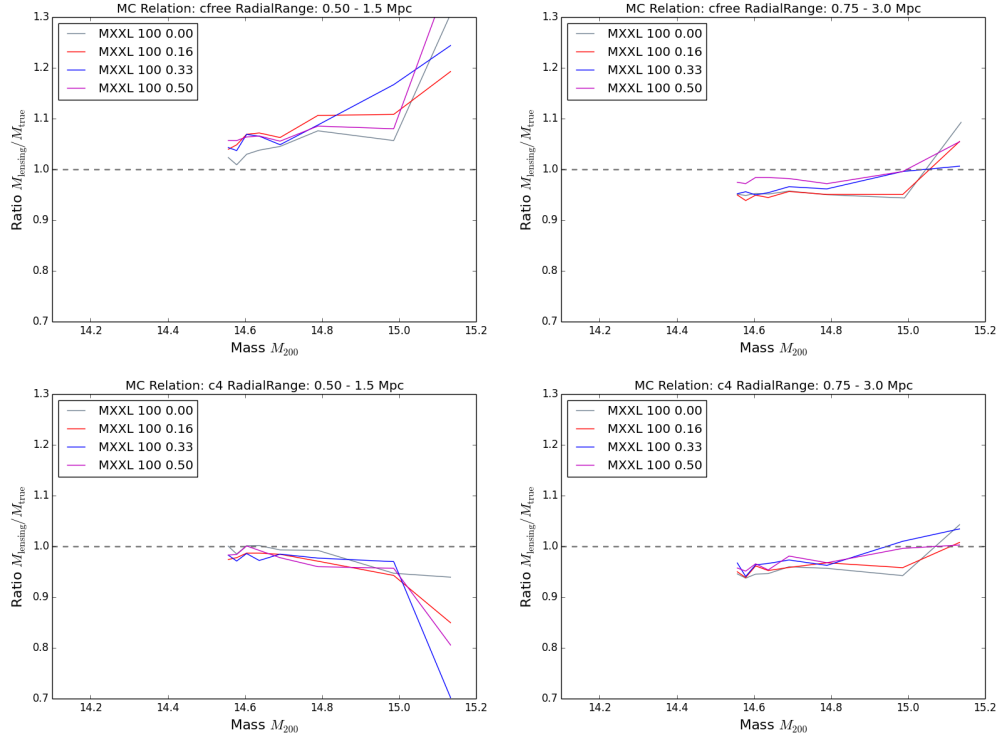 MC Relation: cfree RadialRange: 0.50 - 1.5 Mpc
1.3
1.2
1.1
1.0
0.9
0.8
0.7
Ratio M_lensing/M_true
MXXL 100 0.00
MXXL 100 0.16
MXXL 100 0.33
MXXL 100 0.50
14.2 14.4 14.6 14.8 15.0 15.2
Mass M_200
MC Relation: cfree RadialRange: 0.75 - 3.0 Mpc
1.3
1.2
1.1
1.0
0.9
0.8
0.7
Ratio M_lensing/M_true
MXXL 100 0.00
MXXL 100 0.16
MXXL 100 0.33
MXXL 100 0.50
14.2 14.4 14.6 14.8 15.0 15.2
Mass M_200
MC Relation: c4 RadialRange: 0.50 - 1.5 Mpc
1.3
1.2
1.1
1.0
0.9
0.8
0.7
Ratio M_lensing/M_true
MXXL 100 0.00
MXXL 100 0.16
MXXL 100 0.33
MXXL 100 0.50
14.2 14.4 14.6 14.8 15.0 15.2
Mass M_200
MC Relation: c4 RadialRange: 0.75 - 3.0 Mpc
1.3
1.2
1.1
1.0
0.9
0.8
0.7
Ratio M_lensing/M_true
MXXL 100 0.00
MXXL 100 0.16
MXXL 100 0.33
MXXL 100 0.50
14.2 14.4 14.6 14.8 15.0 15.2
Mass M_200